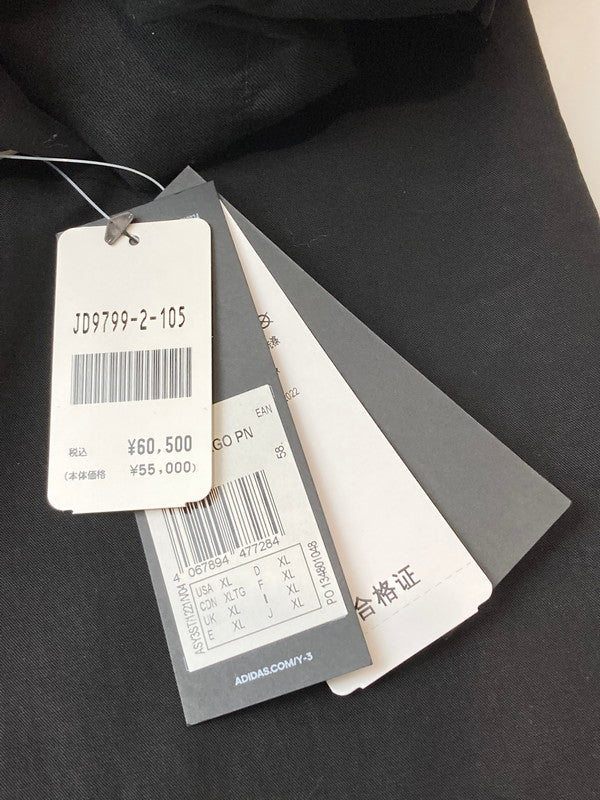 JD9799-2-105
税込 ¥60,500
(本体価格 ¥55,000)
EAN
GO PN
58.
4 067894 477284
USA XL D XL
CDN XLTG F XL
UK XL I XL
E XL J XL
ASY3STH122IN04
PO 134801048
ADIDAS.COM/Y-3
2022
合格证